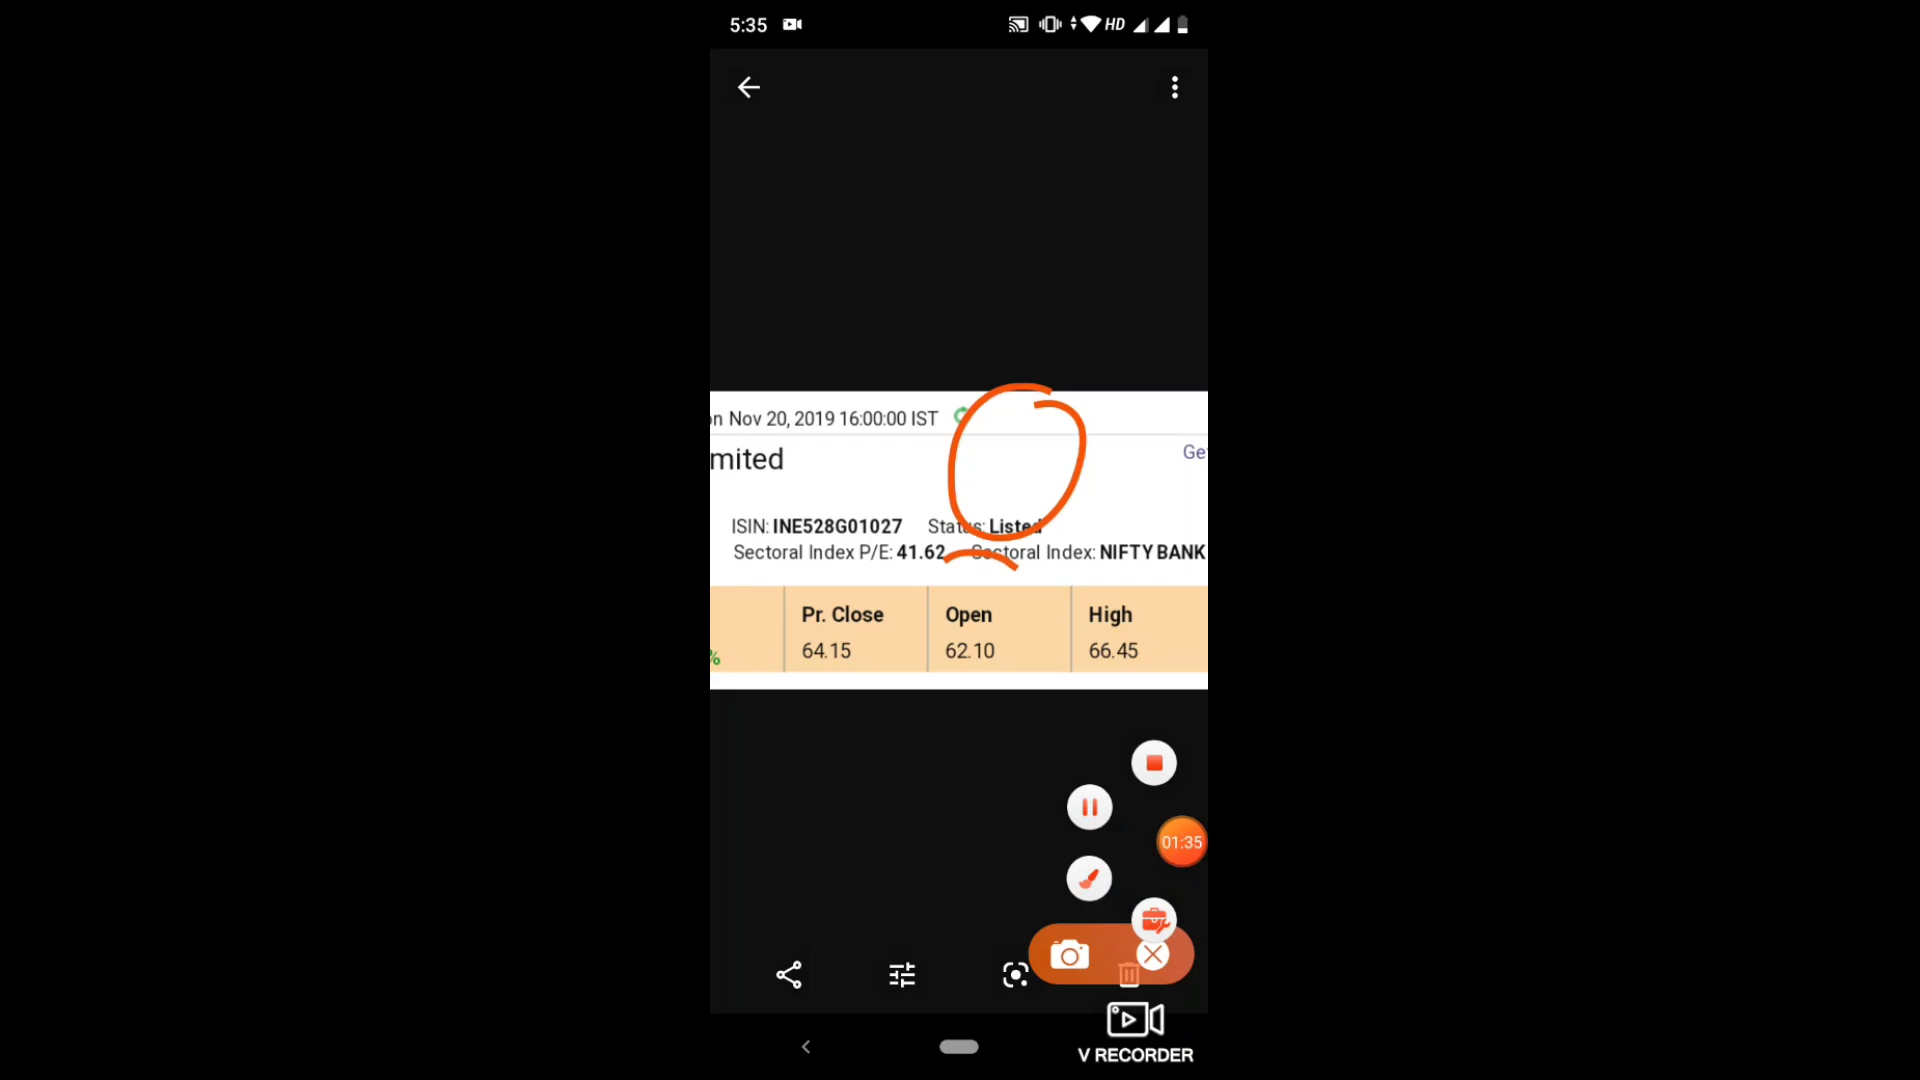 5:35
HD
on Nov 20, 2019 16:00:00 IST
mited
Ge
ISIN: INE528G01027 Status: Listed
Sectoral Index P/E: 41.62 Sectoral Index: NIFTY BANK
Pr. Close Open High
% 64.15 62.10 66.45
01:35
V RECORDER